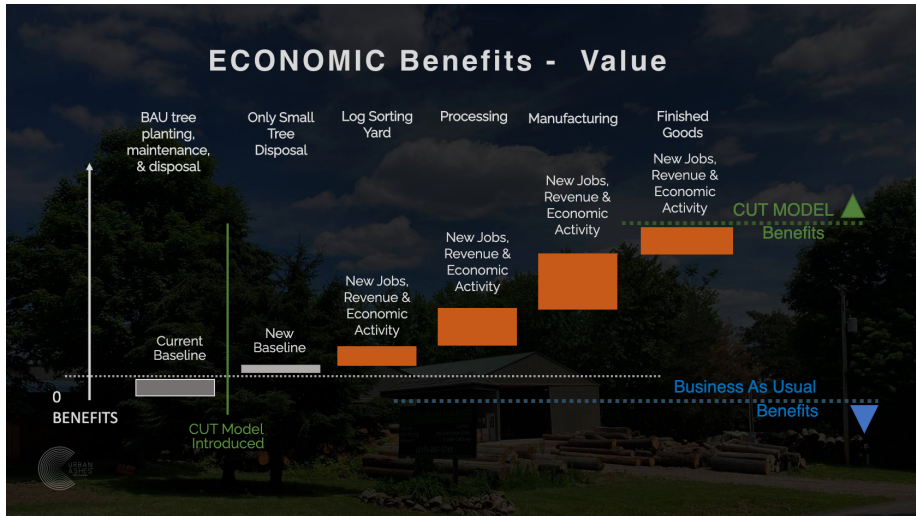 ECONOMIC Benefits - Value
BAU tree
planting,
maintenance,
& disposal
Only Small
Tree
Disposal
Log Sorting
Yard
Processing
Manufacturing
Finished
Goods
New Jobs,
Revenue &
Economic
Activity
New Jobs,
Revenue &
Economic
Activity
New Jobs,
Revenue &
Economic
Activity
New Jobs,
Revenue &
Economic
Activity
CUT MODEL
Benefits
Current
Baseline
New
Baseline
0
BENEFITS
Business As Usual
Benefits
CUT Model
Introduced
URBAN
ASHES